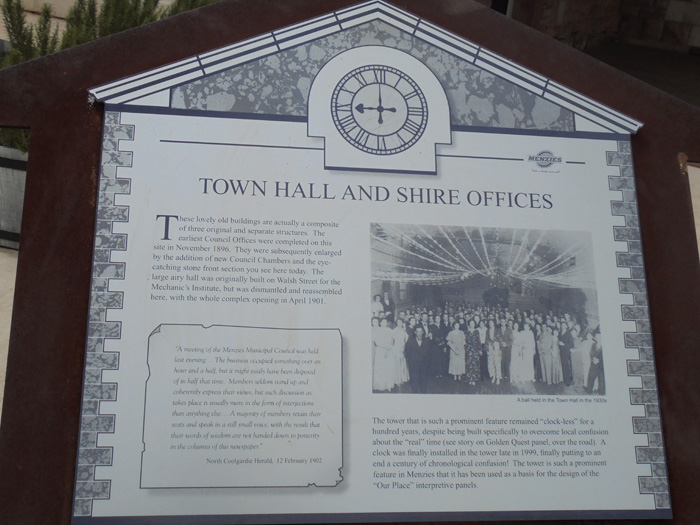 MENZIES
TOWN HALL AND SHIRE OFFICES
These lovely old buildings are actually a composite
of three original and separate structures. The
earliest Council Offices were completed on this
site in November 1896. They were subsequently enlarged
by the addition of new Council Chambers and the eye-
catching stone front section you see here today. The
large airy hall was originally built on Walsh Street for the
Mechanic's Institute, but was dismantled and reassembled
here, with the whole complex opening in April 1901.
"A meeting of the Menzies Municipal Council was held
last evening... The business occupied something over an
hour and a half, but it might easily have been disposed
of in half that time. Members seldom stand up and
coherently express their views, but such discussion as
takes place is usually more in the form of interjections
than anything else... A majority of members retain their
seats and speak in a still small voice, with the result that
their words of wisdom are not handed down to posterity
in the columns of this newspaper."
North Coolgardie Herald, 12 February 1902
A ball held in the Town Hall in the 1930s
The tower that is such a prominent feature remained "clock-less" for a
hundred years, despite being built specifically to overcome local confusion
about the "real" time (see story on Golden Quest panel, over the road). A
clock was finally installed in the tower late in 1999, finally putting to an
end a century of chronological confusion! The tower is such a prominent
feature in Menzies that it has been used as a basis for the design of the
"Our Place" interpretive panels.